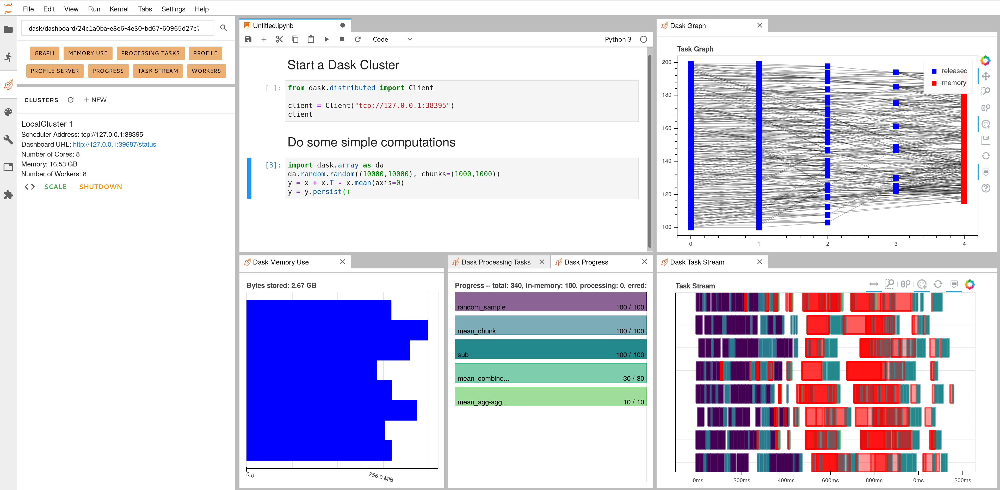 File Edit View Run Kernel Tabs Settings Help
dask/dashboard/24c1a0ba-e8e6-4e30-bd67-60965d27c7
GRAPH MEMORY USE PROCESSING TASKS PROFILE
PROFILE SERVER PROGRESS TASK STREAM WORKERS
CLUSTERS + NEW
LocalCluster 1
Scheduler Address: tcp://127.0.0.1:38395
Dashboard URL: http://127.0.0.1:39687/status
Number of Cores: 8
Memory: 16.53 GB
Number of Workers: 8
<> SCALE SHUTDOWN
Untitled.ipynb
Code Python 3
Start a Dask Cluster
[ ]: from dask.distributed import Client
client = Client("tcp://127.0.0.1:38395")
client
Do some simple computations
[3]: import dask.array as da
da.random.random((10000,10000), chunks=(1000,1000))
y = x + x.T - x.mean(axis=0)
y = y.persist()
Dask Graph
Task Graph
200
180
160
140
120
100
0 1 2 3 4
released
memory
Dask Memory Use
Bytes stored: 2.67 GB
0.0 256.0 MiB
Dask Processing Tasks Dask Progress
Progress -- total: 340, in-memory: 100, processing: 0, erred:
random_sample 100 / 100
mean_chunk 100 / 100
sub 100 / 100
mean_combine... 30 / 30
mean_agg-agg... 10 / 10
Dask Task Stream
Task Stream
0ms 200ms 400ms 600ms 800ms 0ms 200ms